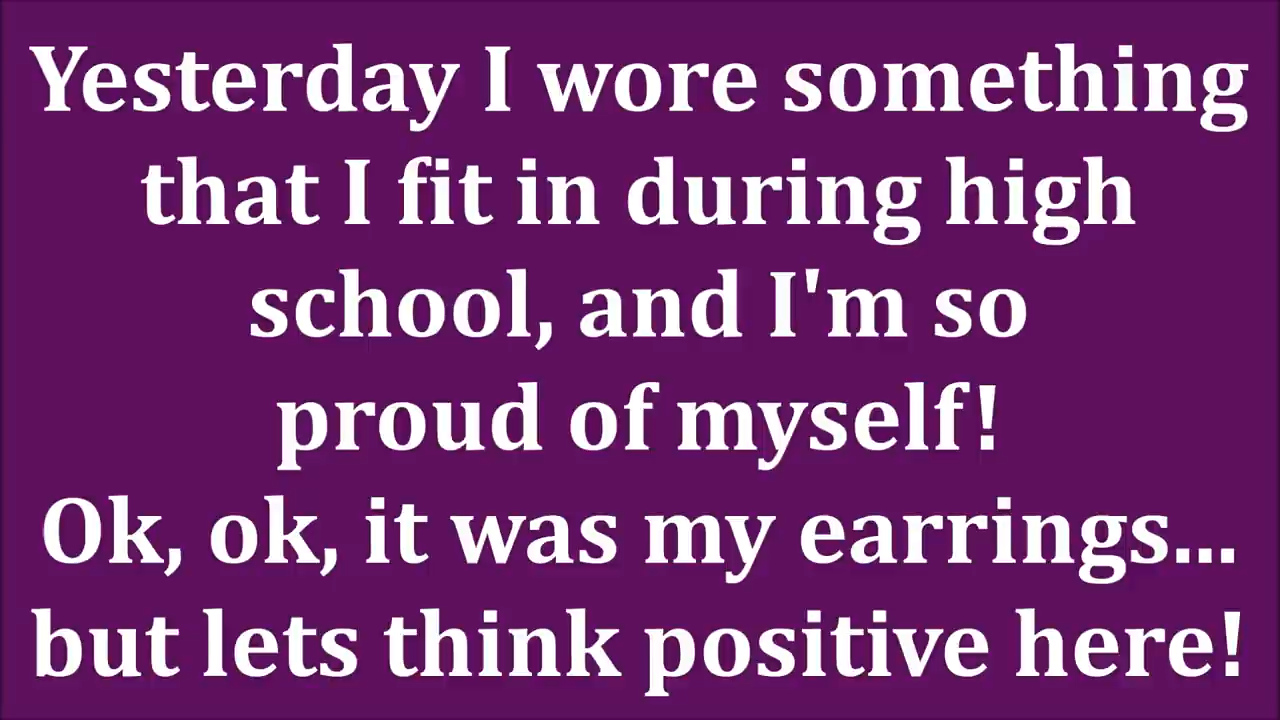 Yesterday I wore something
that I fit in during high
school, and I'm so
proud of myself!
Ok, ok, it was my earrings...
but lets think positive here!